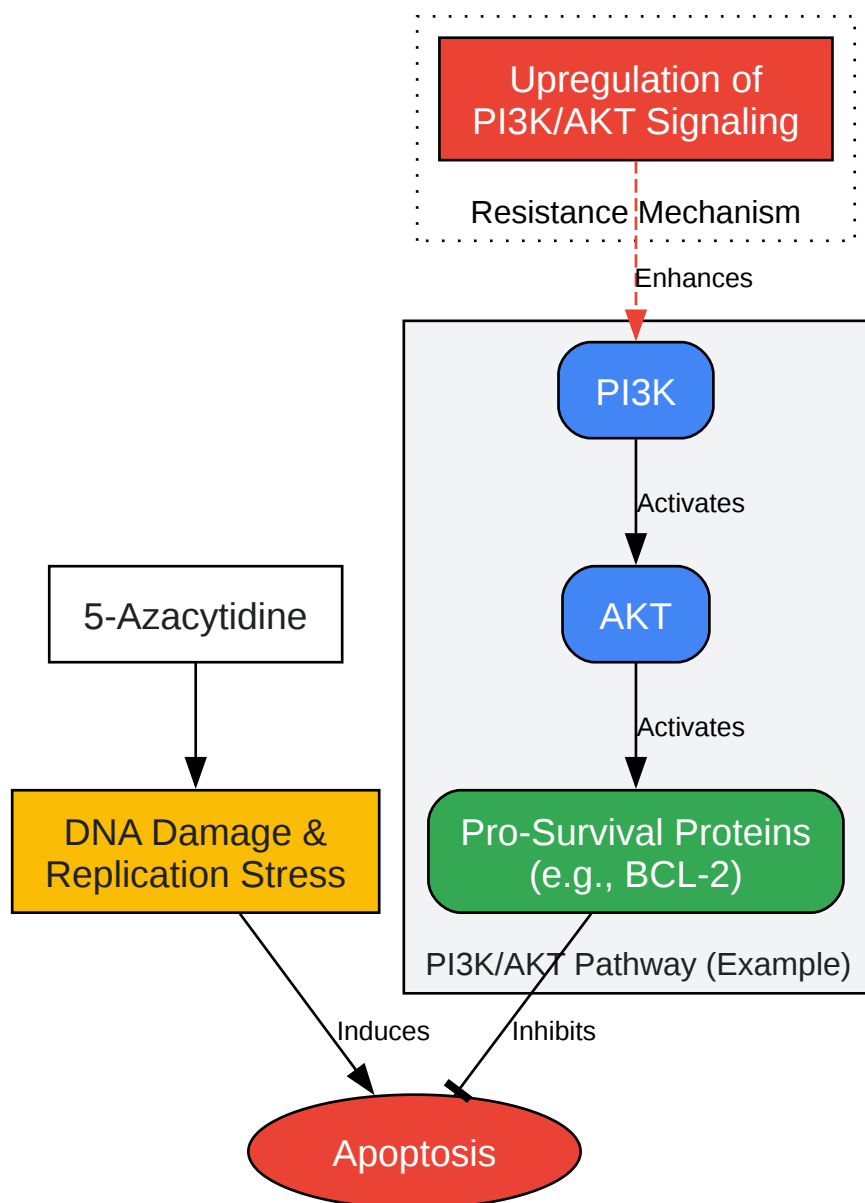 Upregulation of
PI3K/AKT Signaling
Resistance Mechanism
Enhances
PI3K
Activates
AKT
5-Azacytidine
Activates
DNA Damage &
Replication Stress
Pro-Survival Proteins
(e.g., BCL-2)
PI3K/AKT Pathway (Example)
Induces
Inhibits
Apoptosis